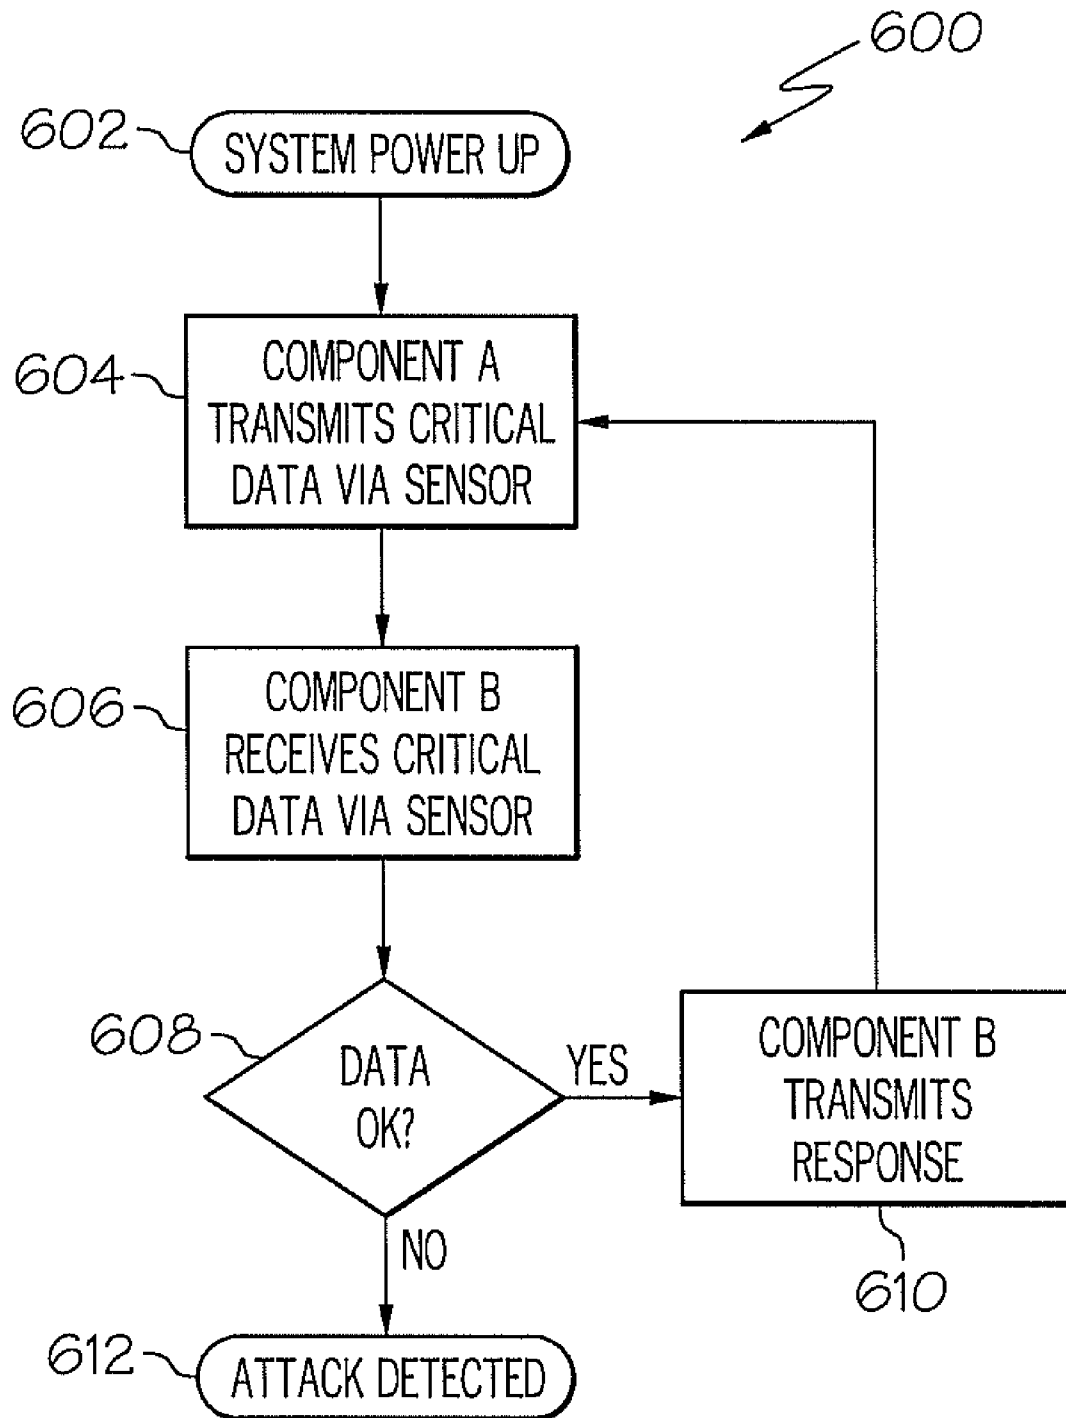 600
602
SYSTEM POWER UP
604
COMPONENT A
TRANSMITS CRITICAL
DATA VIA SENSOR
606
COMPONENT B
RECEIVES CRITICAL
DATA VIA SENSOR
608
DATA
OK?
YES
COMPONENT B
TRANSMITS
RESPONSE
610
NO
612
ATTACK DETECTED